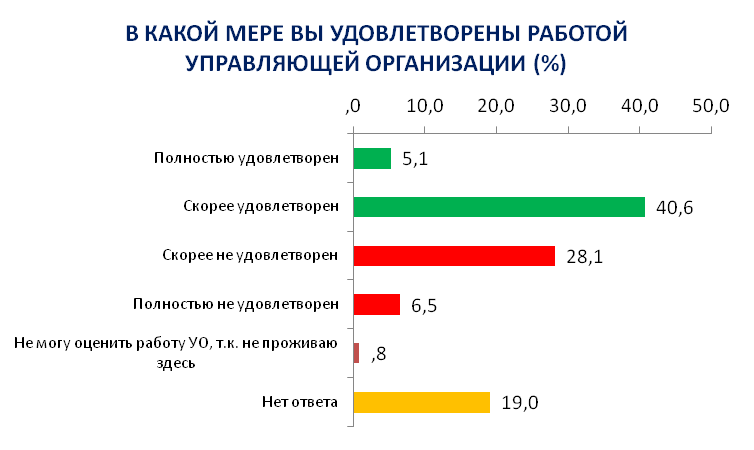 В КАКОЙ МЕРЕ ВЫ УДОВЛЕТВОРЕНЫ РАБОТОЙ
УПРАВЛЯЮЩЕЙ ОРГАНИЗАЦИИ (%)
,0 10,0 20,0 30,0 40,0 50,0
Полностью удовлетворен 5,1
Скорее удовлетворен 40,6
Скорее не удовлетворен 28,1
Полностью не удовлетворен 6,5
Не могу оценить работу УО, т.к. не проживаю
здесь ,8
Нет ответа 19,0